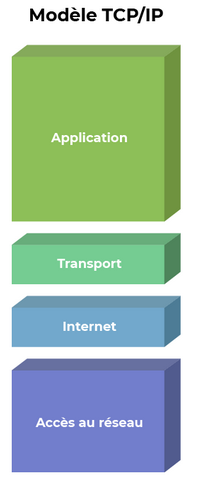 Modèle TCP/IP
Application
Transport
Internet
Accès au réseau